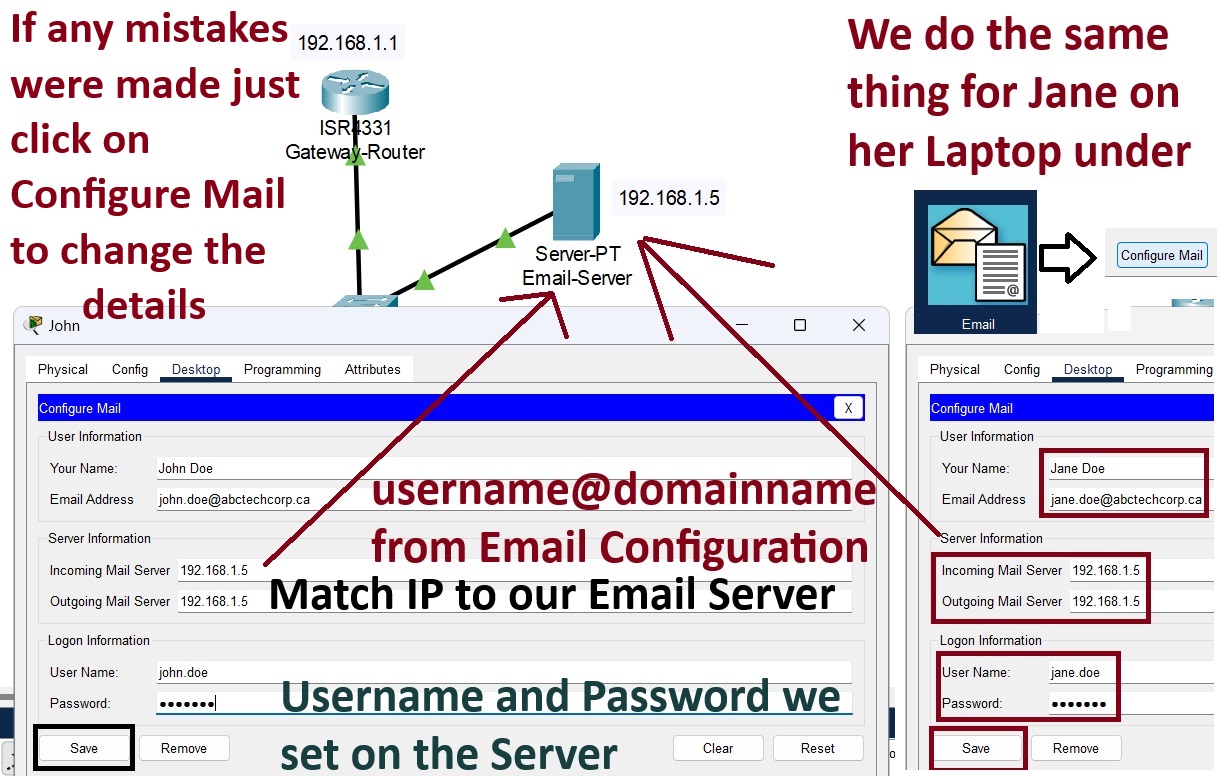 If any mistakes
were made just
click on
Configure Mail
to change the
details
192.168.1.1
ISR4331
Gateway-Router
192.168.1.5
Server-PT
Email-Server
We do the same
thing for Jane on
her Laptop under
Configure Mail
Email
John
Physical Config Desktop Programming Attributes
Configure Mail X
User Information
Your Name: John Doe
Email Address john.doe@abctechcorp.ca
username@domainname
from Email Configuration
Server Information
Incoming Mail Server 192.168.1.5
Outgoing Mail Server 192.168.1.5
Match IP to our Email Server
Logon Information
User Name: john.doe
Password: •••••••
Username and Password we
set on the Server
Save Remove Clear Reset
Physical Config Desktop Programming
Configure Mail
User Information
Your Name: Jane Doe
Email Address jane.doe@abctechcorp.ca
Server Information
Incoming Mail Server 192.168.1.5
Outgoing Mail Server 192.168.1.5
Logon Information
User Name: jane.doe
Password: •••••••
Save Remove